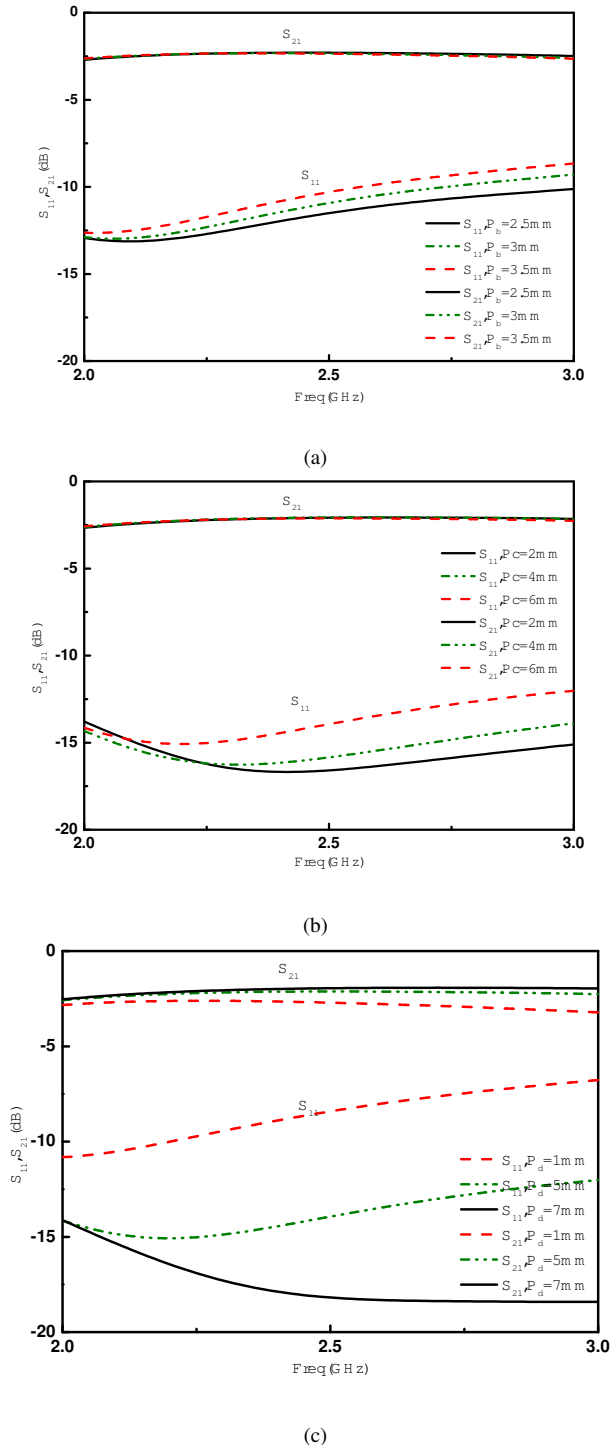 0
S21
-5
S11,S21(dB)
S11
-10
S11,Pb=2.5mm
S11,Pb=3mm
S11,Pb=3.5mm
-15
S21,Pb=2.5mm
S21,Pb=3mm
S21,Pb=3.5mm
-20
2.0 2.5 3.0
Freq(GHz)
(a)
0
S21
-5
S11,Pc=2mm
S11,Pc=4mm
S11,Pc=6mm
S21,Pc=2mm
S21,Pc=4mm
S21,Pc=6mm
-10
S11,S21(dB)
S11
-15
-20
2.0 2.5 3.0
Freq(GHz)
(b)
0
S21
-5
S11,S21(dB)
S11
-10
S11,Pd=1mm
S11,Pd=5mm
S11,Pd=7mm
-15
S21,Pd=1mm
S21,Pd=5mm
S21,Pd=7mm
-20
2.0 2.5 3.0
Freq(GHz)
(c)